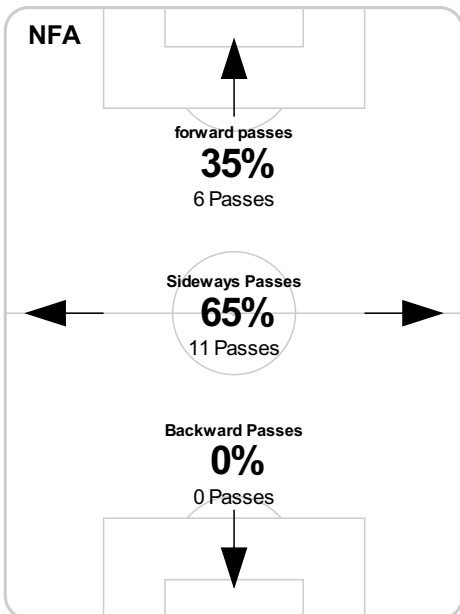 NFA
forward passes
35%
6 Passes
Sideways Passes
65%
11 Passes
Backward Passes
0%
0 Passes